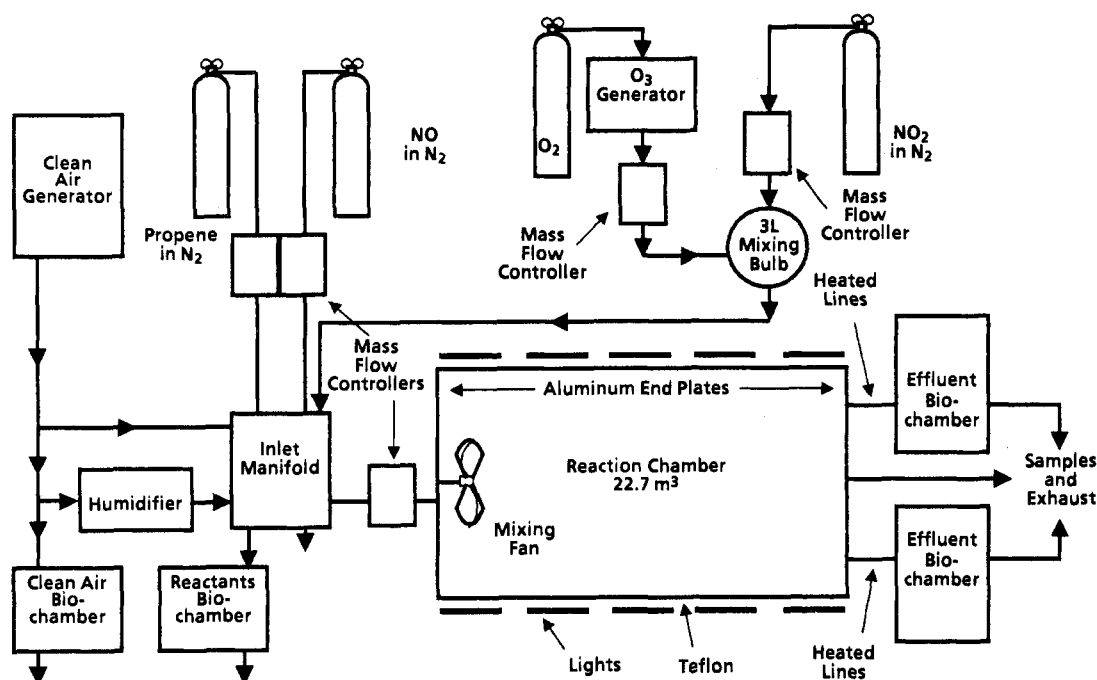 O3
Generator
O2
NO
in N2
NO2
in N2
Clean
Air
Generator
Mass
Flow
Controller
3L
Mixing
Bulb
Propene
in N2
Mass
Flow
Controller
Heated
Lines
Mass
Flow
Controllers
Aluminum End Plates
Effluent
Bio-
chamber
Inlet
Manifold
Reaction Chamber
22.7 m3
Samples
and
Exhaust
Humidifier
Mixing
Fan
Effluent
Bio-
chamber
Clean Air
Bio-
chamber
Reactants
Bio-
chamber
Lights
Teflon
Heated
Lines